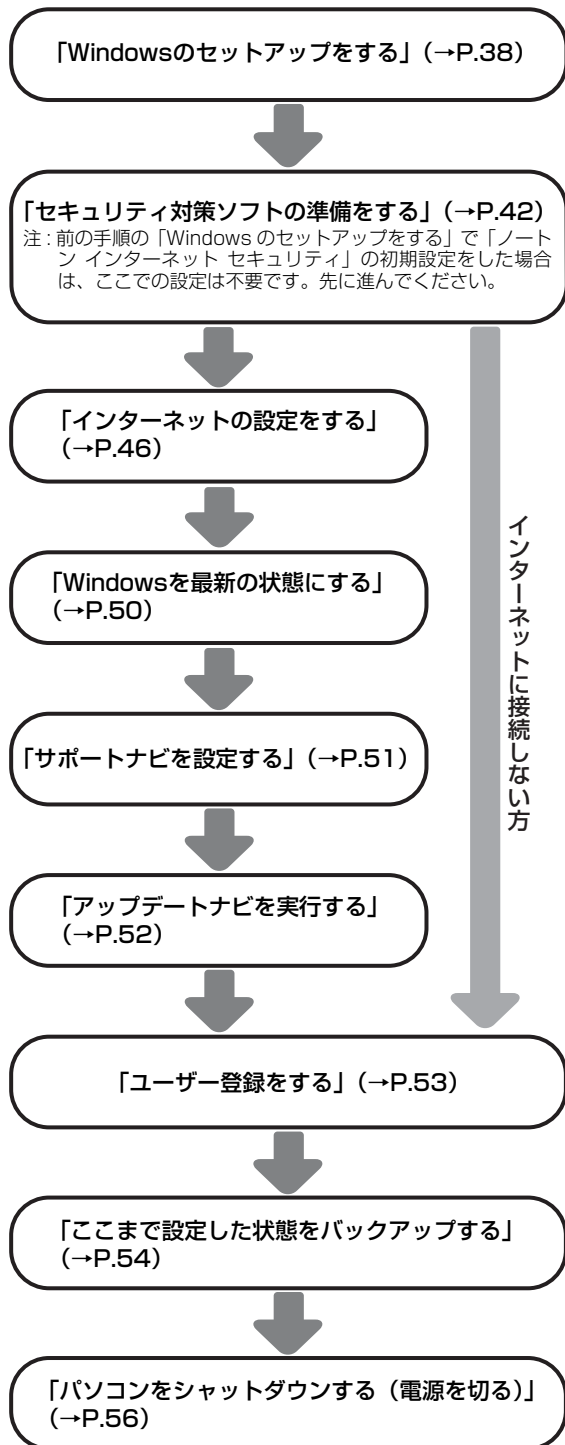 「Windowsのセットアップをする」（→P.38）
「セキュリティ対策ソフトの準備をする」（→P.42）
注：前の手順の「Windows のセットアップをする」で「ノート
ン インターネット セキュリティ」の初期設定をした場合
は、ここでの設定は不要です。先に進んでください。
「インターネットの設定をする」
（→P.46）
「Windowsを最新の状態にする」
（→P.50）
「サポートナビを設定する」（→P.51）
「アップデートナビを実行する」
（→P.52）
インターネットに接続しない方
「ユーザー登録をする」（→P.53）
「ここまで設定した状態をバックアップする」
（→P.54）
「パソコンをシャットダウンする（電源を切る）」
（→P.56）